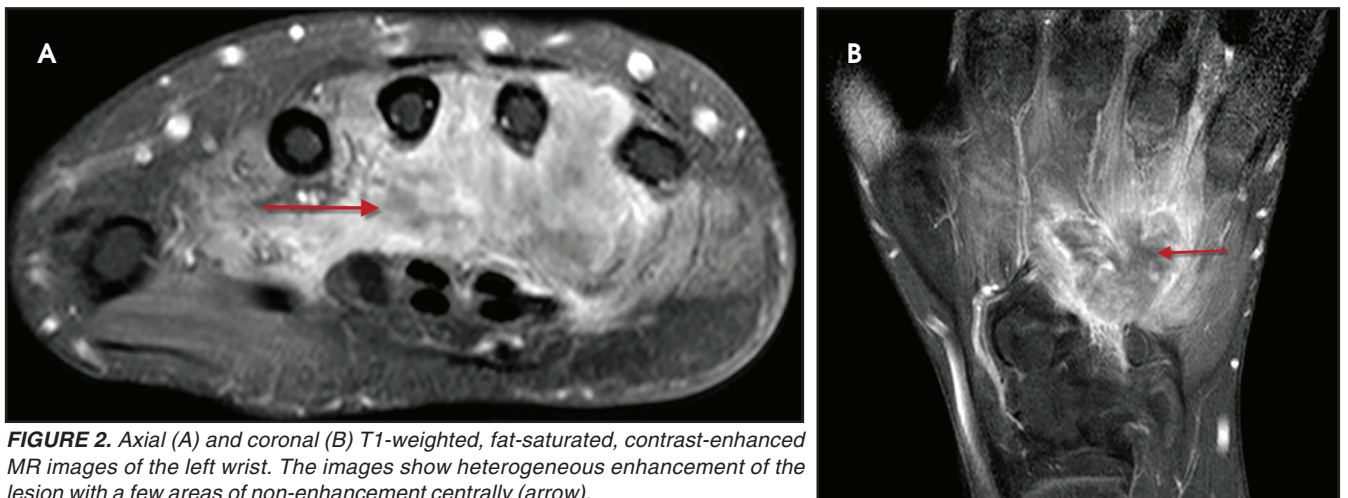 A
B
FIGURE 2. Axial (A) and coronal (B) T1-weighted, fat-saturated, contrast-enhanced
MR images of the left wrist. The images show heterogeneous enhancement of the
lesion with a few areas of non-enhancement centrally (arrow).